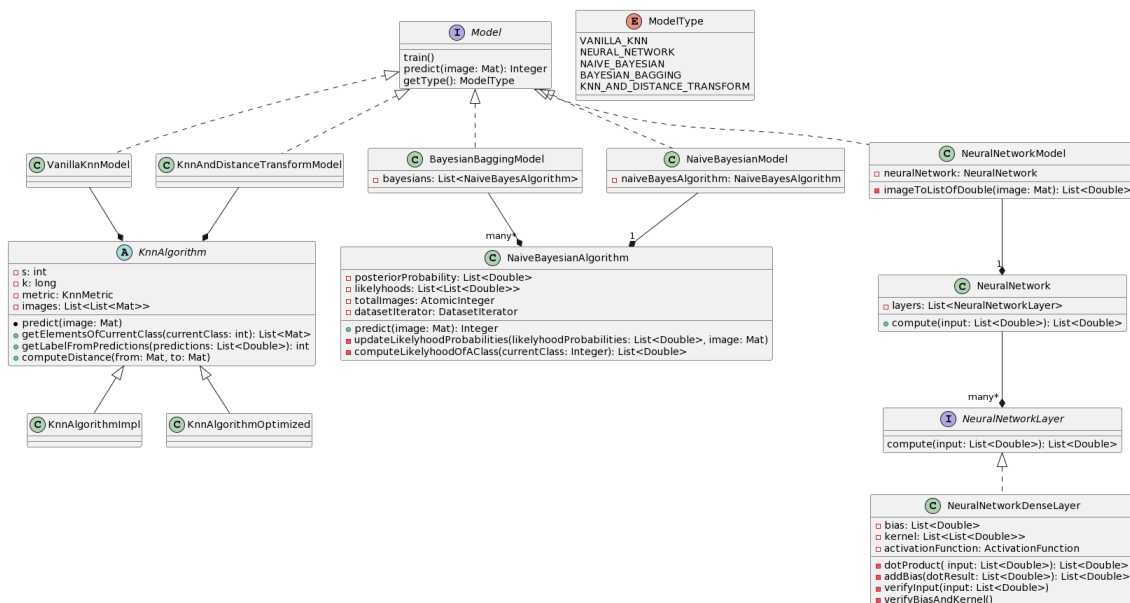 I Model
train()
predict(image: Mat): Integer
getType(): ModelType
E ModelType
VANILLA_KNN
NEURAL_NETWORK
NAIVE_BAYESIAN
BAYESIAN_BAGGING
KNN_AND_DISTANCE_TRANSFORM
C VanillaKnnModel
C KnnAndDistanceTransformModel
C BayesianBaggingModel
bayesians: List<NaiveBayesAlgorithm>
C NaiveBayesianModel
naiveBayesAlgorithm: NaiveBayesAlgorithm
C NeuralNetworkModel
neuralNetwork: NeuralNetwork
imageToListOfDouble(image: Mat): List<Double>
many*
1
1
A KnnAlgorithm
s: int
k: long
metric: KnnMetric
images: List<List<Mat>>
predict(image: Mat)
getElementsOfCurrentClass(currentClass: int): List<Mat>
getLabelFromPredictions(predictions: List<Double>): int
computeDistance(from: Mat, to: Mat)
C NaiveBayesianAlgorithm
posteriorProbability: List<Double>
likelyhoods: List<List<Double>>
totalImages: AtomicInteger
datasetIterator: DatasetIterator
predict(image: Mat): Integer
updateLikelyhoodProbabilities(likelyhoodProbabilities: List<Double>, image: Mat)
computeLikelyhoodOfAClass(currentClass: Integer): List<Double>
C NeuralNetwork
layers: List<NeuralNetworkLayer>
compute(input: List<Double>): List<Double>
many*
C KnnAlgorithmImpl
C KnnAlgorithmOptimized
I NeuralNetworkLayer
compute(input: List<Double>): List<Double>
C NeuralNetworkDenseLayer
bias: List<Double>
kernel: List<List<Double>>
activationFunction: ActivationFunction
dotProduct( input: List<Double>): List<Double>
addBias(dotResult: List<Double>): List<Double>
verifyInput(input: List<Double>)
verifyBiasAndKernel()